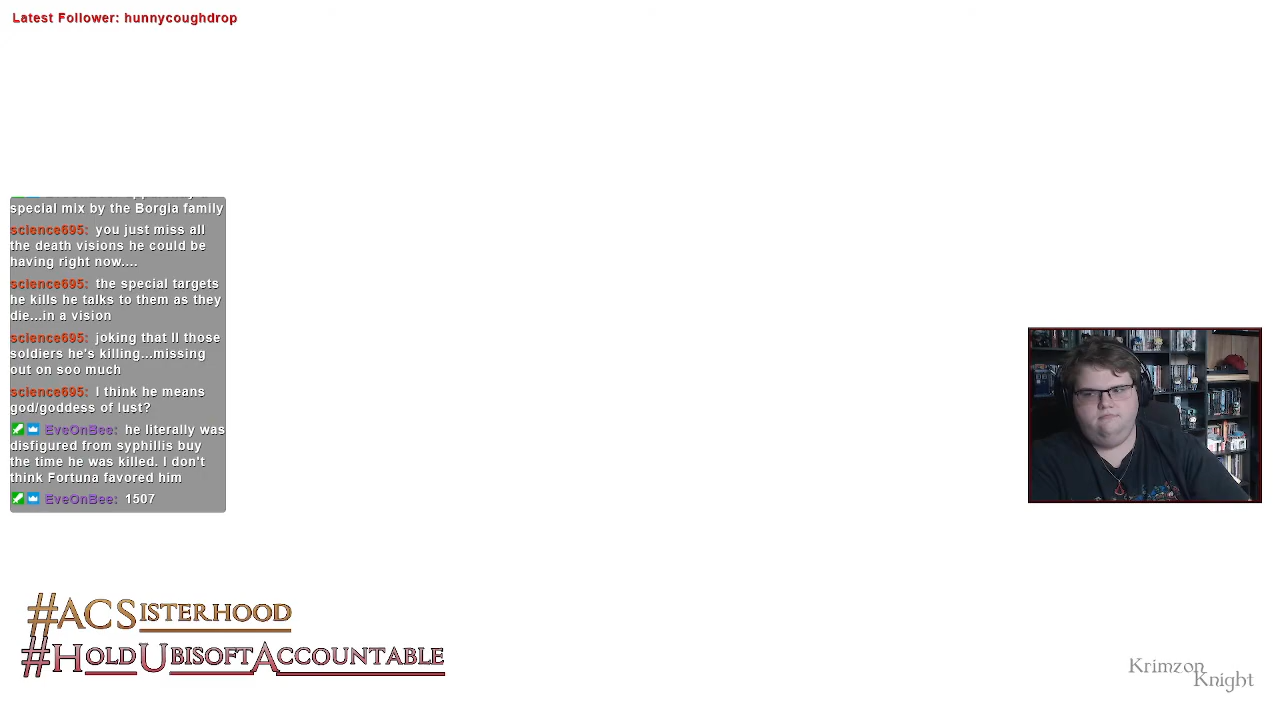 Latest Follower: hunnycoughdrop
special mix by the Borgia family
science695: you just miss all
the death visions he could be
having right now....
science695: the special targets
he kills he talks to them as they
die...in a vision
science695: joking that ll those
soldiers he's killing...missing
out on soo much
science695: I think he means
god/goddess of lust?
EveOnBee: he literally was
disfigured from syphillis buy
the time he was killed. I don't
think Fortuna favored him
EveOnBee: 1507
#ACSisterhood
#HoldUbisoftAccountable
Krimzon
Knight